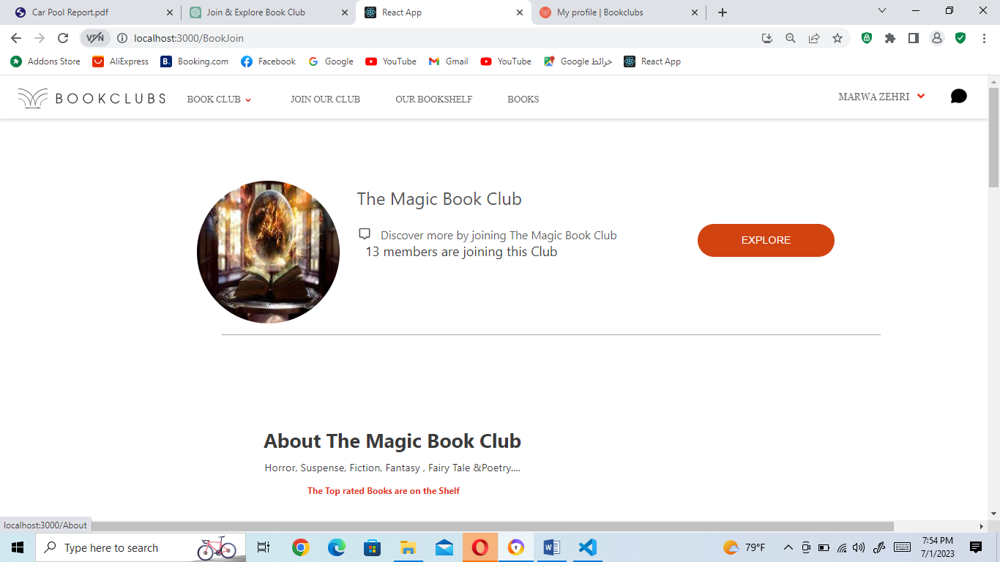 Car Pool Report.pdf
Join & Explore Book Club
React App
My profile | Bookclubs
VPN
localhost:3000/BookJoin
Addons Store
AliExpress
B.
Booking.com
Facebook
Google
YouTube
Gmail
YouTube
خرائط Google
React App
BOOKCLUBS
BOOK CLUB
JOIN OUR CLUB
OUR BOOKSHELF
BOOKS
MARWA ZEHRI
The Magic Book Club
Discover more by joining The Magic Book Club
13 members are joining this Club
EXPLORE
About The Magic Book Club
Horror, Suspense, Fiction, Fantasy , Fairy Tale &Poetry....
The Top rated Books are on the Shelf
localhost:3000/About
Type here to search
79°F
7:54 PM
7/1/2023